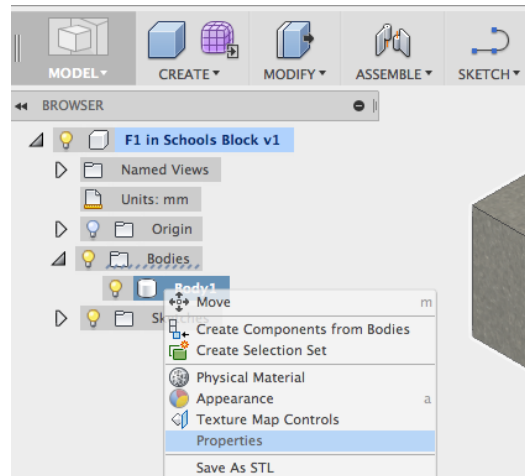 MODEL▾
CREATE ▾
MODIFY ▾
ASSEMBLE ▾
SKETCH ▾
BROWSER
F1 in Schools Block v1
Named Views
Units: mm
Origin
Bodies
Body1
Sketches
Move m
Create Components from Bodies
Create Selection Set
Physical Material
Appearance a
Texture Map Controls
Properties
Save As STL